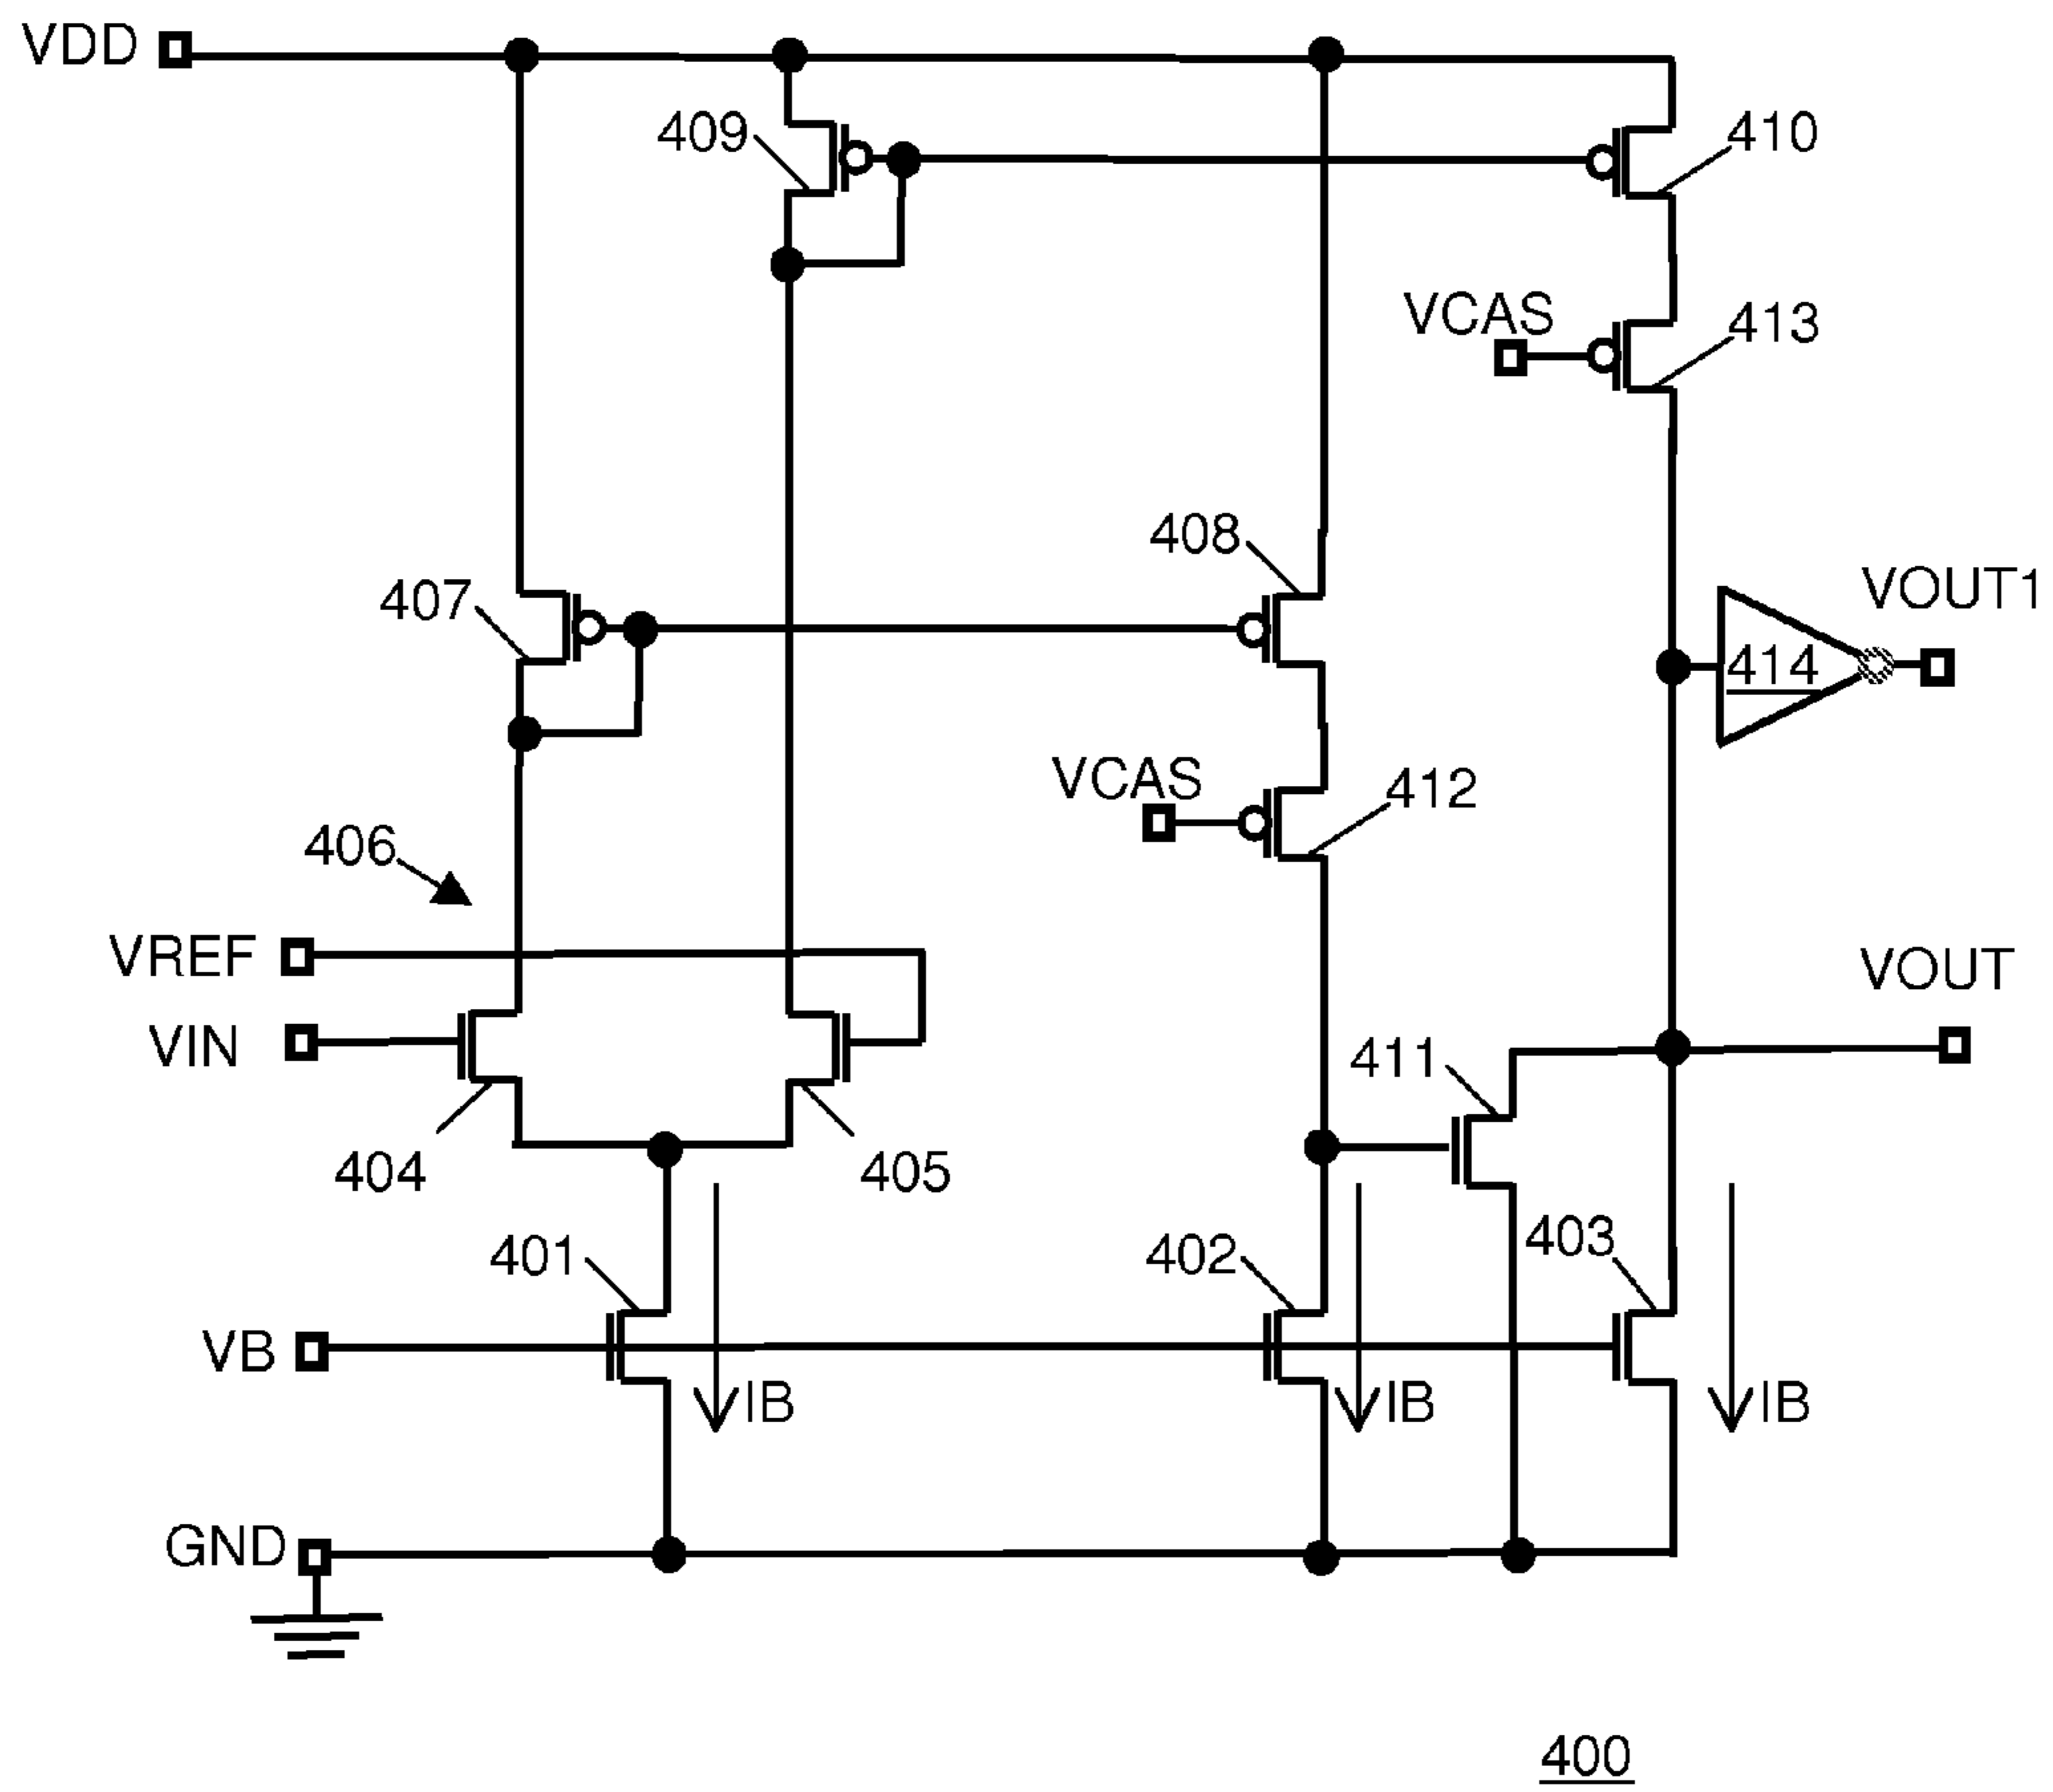 VDD
409
410
VCAS
413
408
407
VOUT1
414
VCAS
412
406
VREF
VOUT
VIN
411
404
405
403
401
402
VB
IB
IB
IB
GND
400